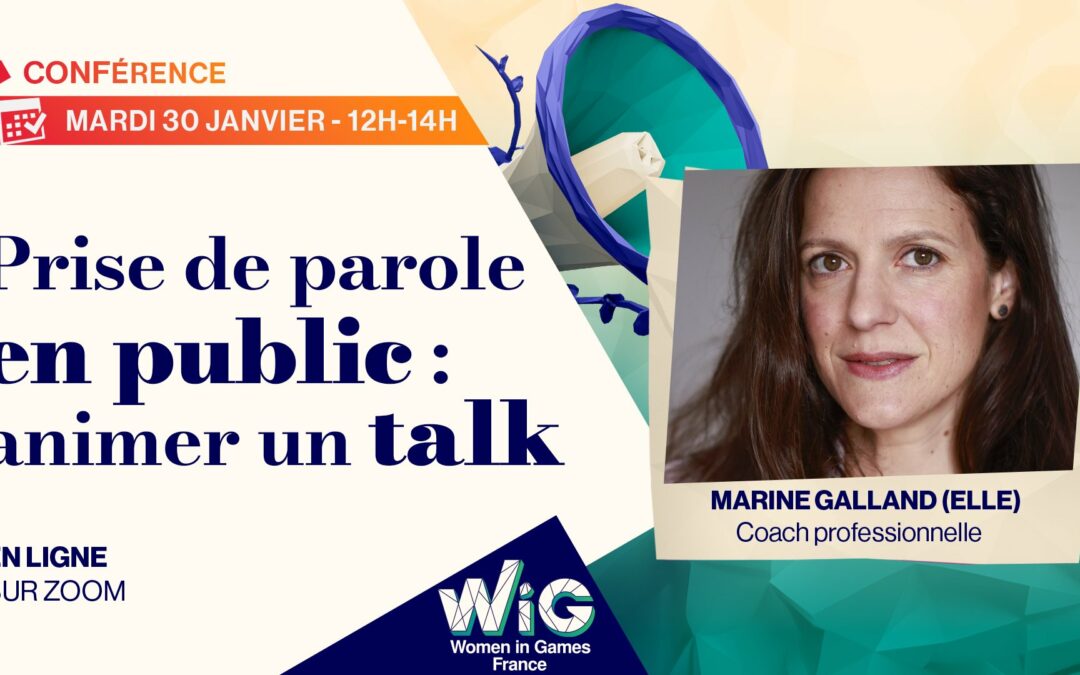 CONFÉRENCE
MARDI 30 JANVIER - 12H-14H
Prise de parole
en public :
animer un talk
EN LIGNE
SUR ZOOM
MARINE GALLAND (ELLE)
Coach professionnelle
WiG
Women in Games
France